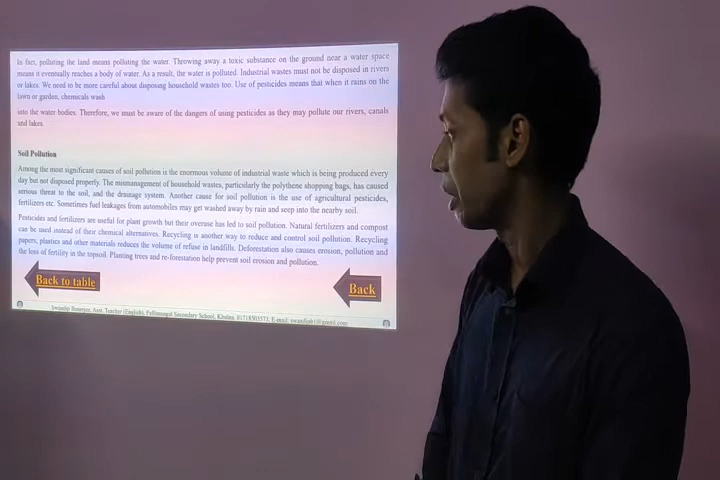 In fact, polluting the land means polluting the water. Throwing away a toxic substance on the ground near a water space
means it eventually reaches a body of water. As a result, the water is polluted. Industrial wastes must not be disposed in rivers
or lakes. We need to be more careful about disposing household wastes too. Use of pesticides means that when it rains on the
lawn or garden, chemicals wash
into the water bodies. Therefore, we must be aware of the dangers of using pesticides as they may pollute our rivers, canals
and lakes.
Soil Pollution
Among the most significant causes of soil pollution is the enormous volume of industrial waste which is being produced every
day but not disposed properly. The mismanagement of household wastes, particularly the polythene shopping bags, has caused
serious threat to the soil, and the drainage system. Another cause for soil pollution is the use of agricultural pesticides,
fertilizers etc. Sometimes fuel leakages from automobiles may get washed away by rain and seep into the nearby soil.
Pesticides and fertilizers are useful for plant growth but their overuse has led to soil pollution. Natural fertilizers and compost
can be used instead of their chemical alternatives. Recycling is another way to reduce and control soil pollution. Recycling
papers, plastics and other materials reduces the volume of refuse in landfills. Deforestation also causes erosion, pollution and
the loss of fertility in the topsoil. Planting trees and re-forestation help prevent soil erosion and pollution.
Back to table
Back
Banerjee, Asst. Teacher (English), Secondary School, Khulna. E-mail: